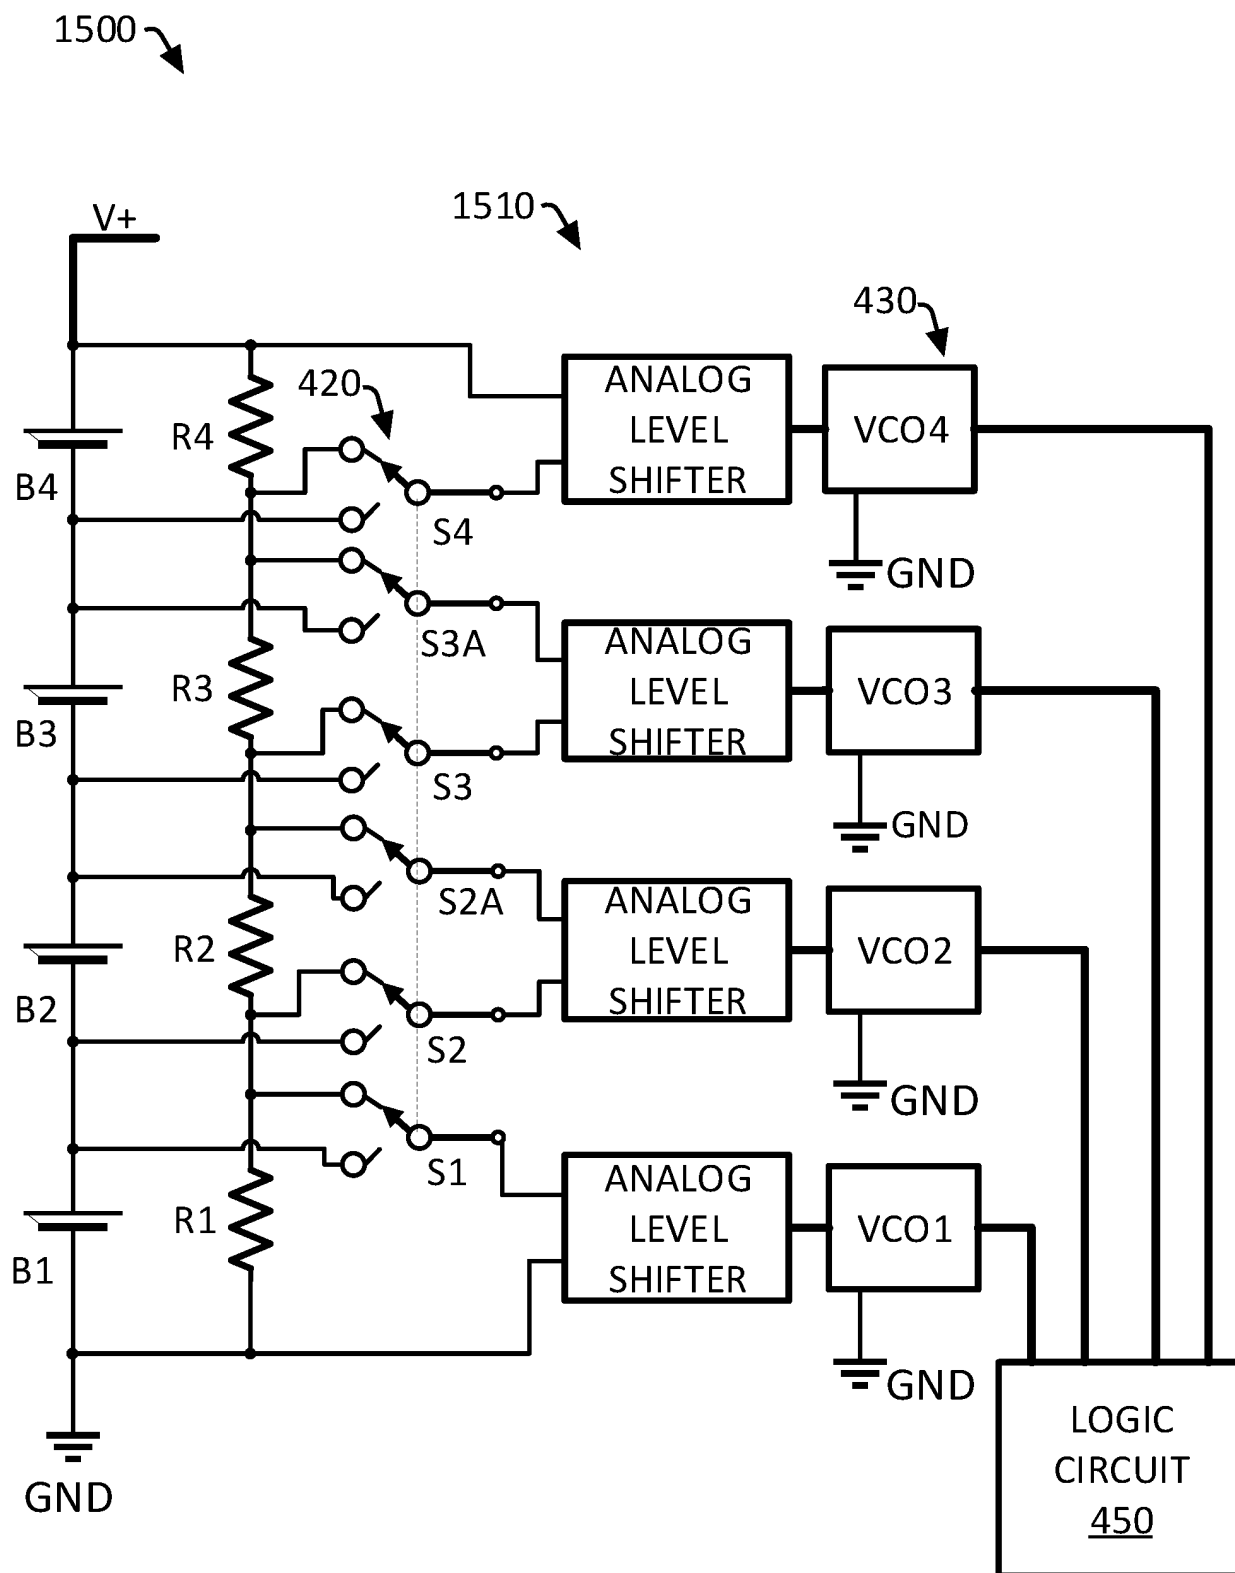 1500
V+
1510
430
420
R4
B4
S4
ANALOG
LEVEL
SHIFTER
VCO4
GND
S3A
R3
B3
S3
ANALOG
LEVEL
SHIFTER
VCO3
GND
S2A
R2
B2
S2
ANALOG
LEVEL
SHIFTER
VCO2
GND
S1
R1
B1
ANALOG
LEVEL
SHIFTER
VCO1
GND
GND
LOGIC
CIRCUIT
450